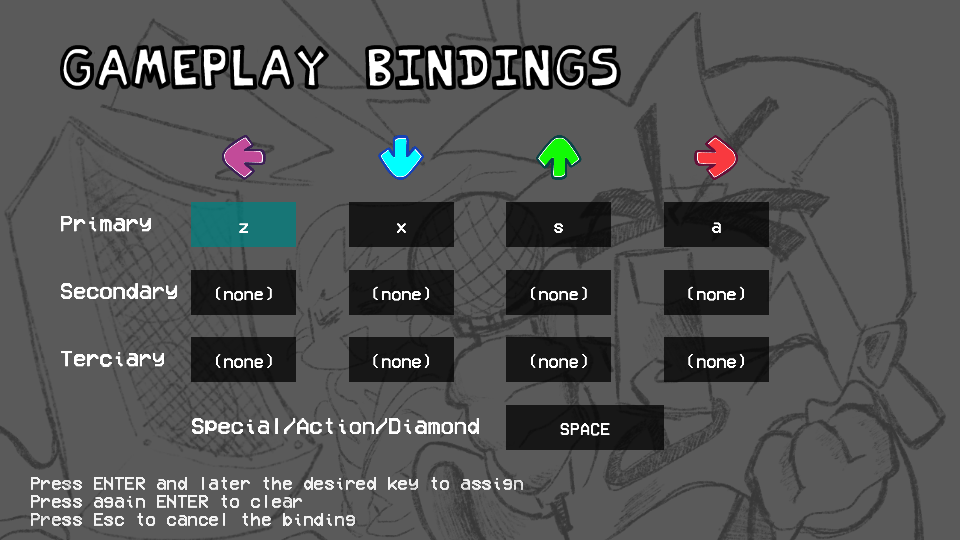 GAMEPLAY BINDINGS
Primary z x s a
Secondary (none) (none) (none) (none)
Terciary (none) (none) (none) (none)
Special/Action/Diamond SPACE
Press ENTER and later the desired key to assign
Press again ENTER to clear
Press Esc to cancel the binding